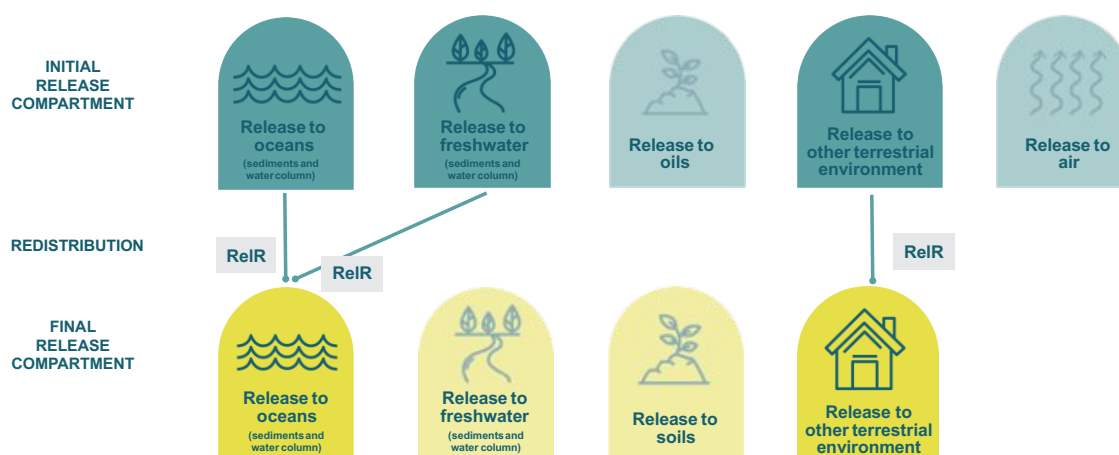 INITIAL
RELEASE
COMPARTMENT
Release to
oceans
(sediments and
water column)
Release to
freshwater
(sediments and
water column)
Release to
oils
Release to
other terrestrial
environment
Release to
air
REDISTRIBUTION
RelR
RelR
RelR
FINAL
RELEASE
COMPARTMENT
Release to
oceans
(sediments and
water column)
Release to
freshwater
(sediments and
water column)
Release to
soils
Release to
other terrestrial
environment